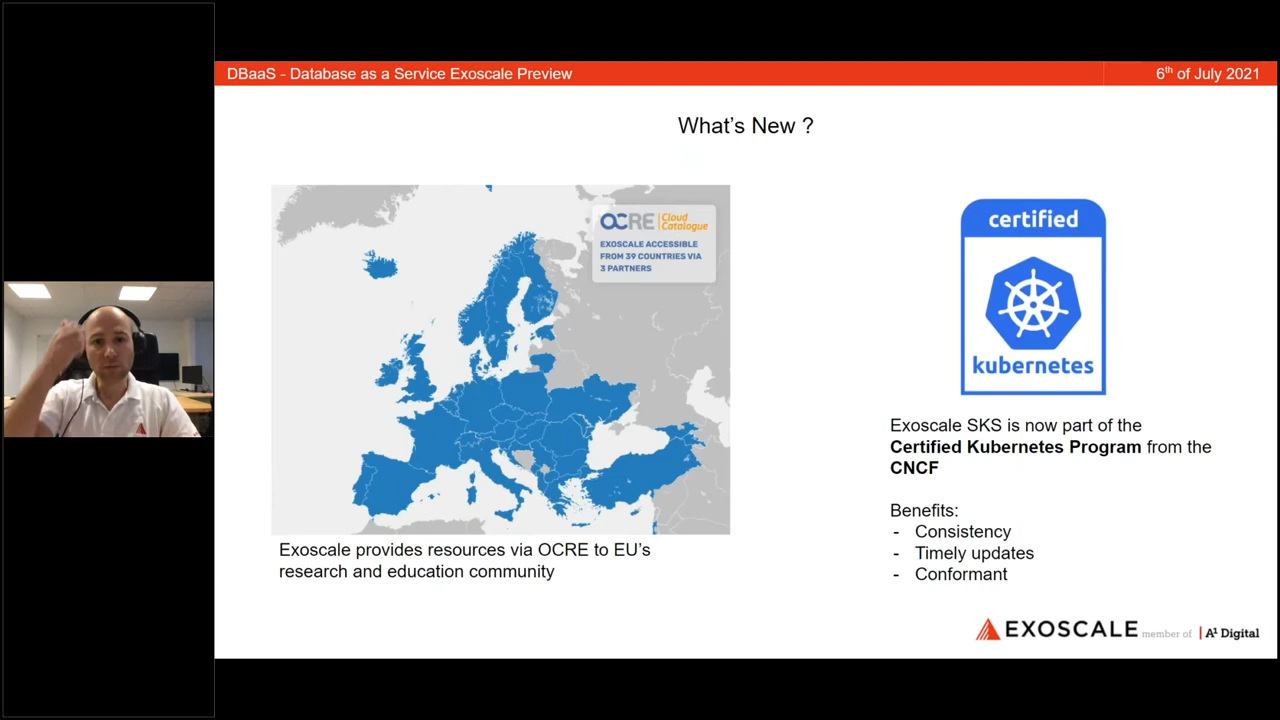 DBaaS - Database as a Service Exoscale Preview
6th of July 2021
What's New ?
OCRE Cloud Catalogue
EXOSCALE ACCESSIBLE
FROM 39 COUNTRIES VIA
3 PARTNERS
Exoscale provides resources via OCRE to EU's
research and education community
certified
kubernetes
Exoscale SKS is now part of the
Certified Kubernetes Program from the
CNCF
Benefits:
- Consistency
- Timely updates
- Conformant
EXOSCALE member of | A1 Digital